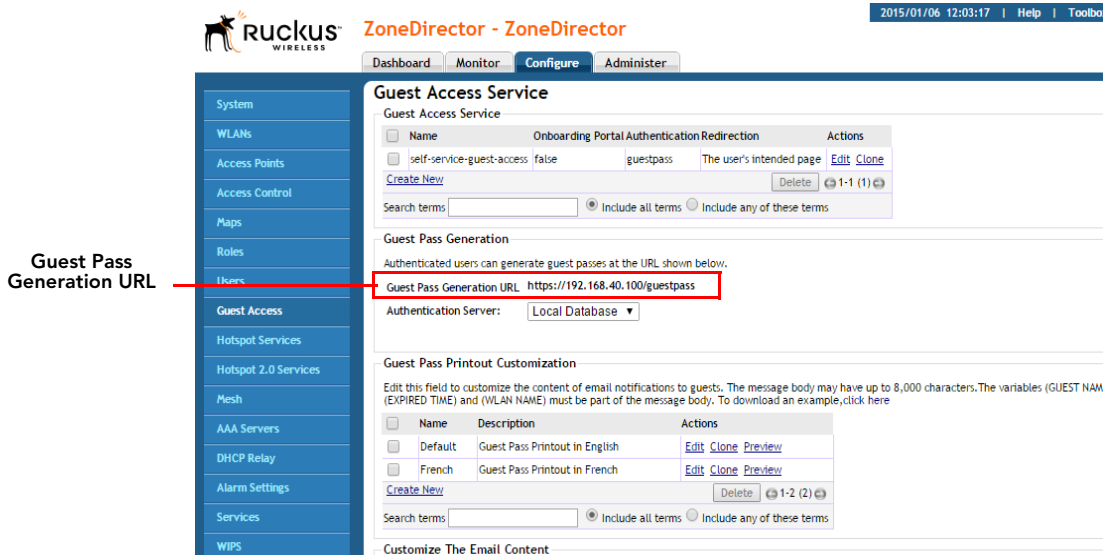 2015/01/06 12:03:17 | Help | Toolbo
Ruckus
WIRELESS
ZoneDirector - ZoneDirector
Dashboard Monitor Configure Administer
System
WLANs
Access Points
Access Control
Maps
Roles
Users
Guest Access
Hotspot Services
Hotspot 2.0 Services
Mesh
AAA Servers
DHCP Relay
Alarm Settings
Services
WIPS
Guest Pass
Generation URL
Guest Access Service
Guest Access Service
Name Onboarding Portal Authentication Redirection Actions
self-service-guest-access false guestpass The user's intended page Edit Clone
Create New Delete 1-1 (1)
Search terms Include all terms Include any of these terms
Guest Pass Generation
Authenticated users can generate guest passes at the URL shown below.
Guest Pass Generation URL https://192.168.40.100/guestpass
Authentication Server: Local Database
Guest Pass Printout Customization
Edit this field to customize the content of email notifications to guests. The message body may have up to 8,000 characters.The variables (GUEST NAM
(EXPIRED TIME) and (WLAN NAME) must be part of the message body. To download an example,click here
Name Description Actions
Default Guest Pass Printout in English Edit Clone Preview
French Guest Pass Printout in French Edit Clone Preview
Create New Delete 1-2 (2)
Search terms Include all terms Include any of these terms
Customize The Email Content